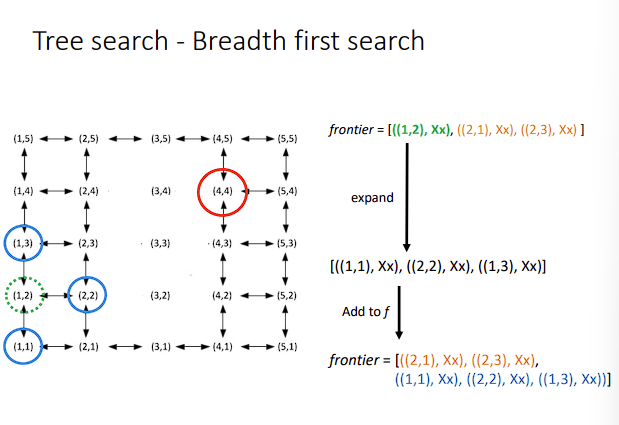 Tree search - Breadth first search
frontier = [((1,2), Xx), ((2,1), Xx), ((2,3), Xx) ]
(1,5) (2,5) (3,5) (4,5) (5,5)
(1,4) (2,4) (3,4) (4,4) (5,4)
expand
(1,3) (2,3) (3,3) (4,3) (5,3)
[((1,1), Xx), ((2,2), Xx), ((1,3), Xx)]
(1,2) (2,2) (3,2) (4,2) (5,2)
Add to f
(1,1) (2,1) (3,1) (4,1) (5,1)
frontier = [((2,1), Xx), ((2,3), Xx),
((1,1), Xx), ((2,2), Xx), ((1,3), Xx))]